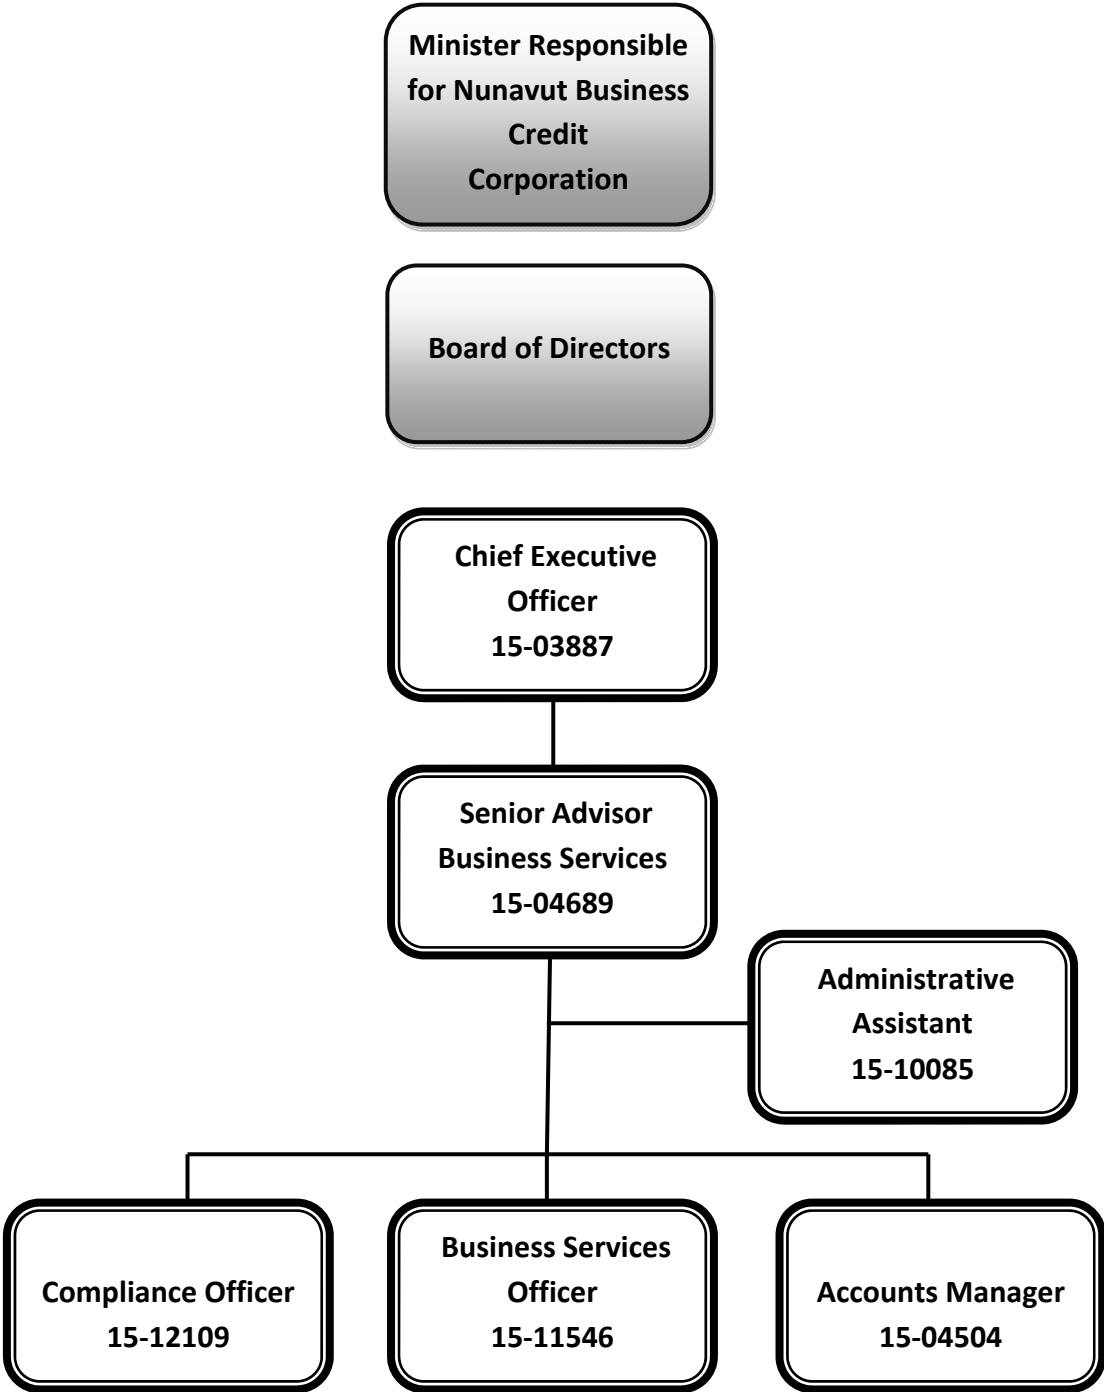 Minister Responsible
for Nunavut Business
Credit
Corporation
Board of Directors
Chief Executive
Officer
15-03887
Senior Advisor
Business Services
15-04689
Administrative
Assistant
15-10085
Compliance Officer
15-12109
Business Services
Officer
15-11546
Accounts Manager
15-04504